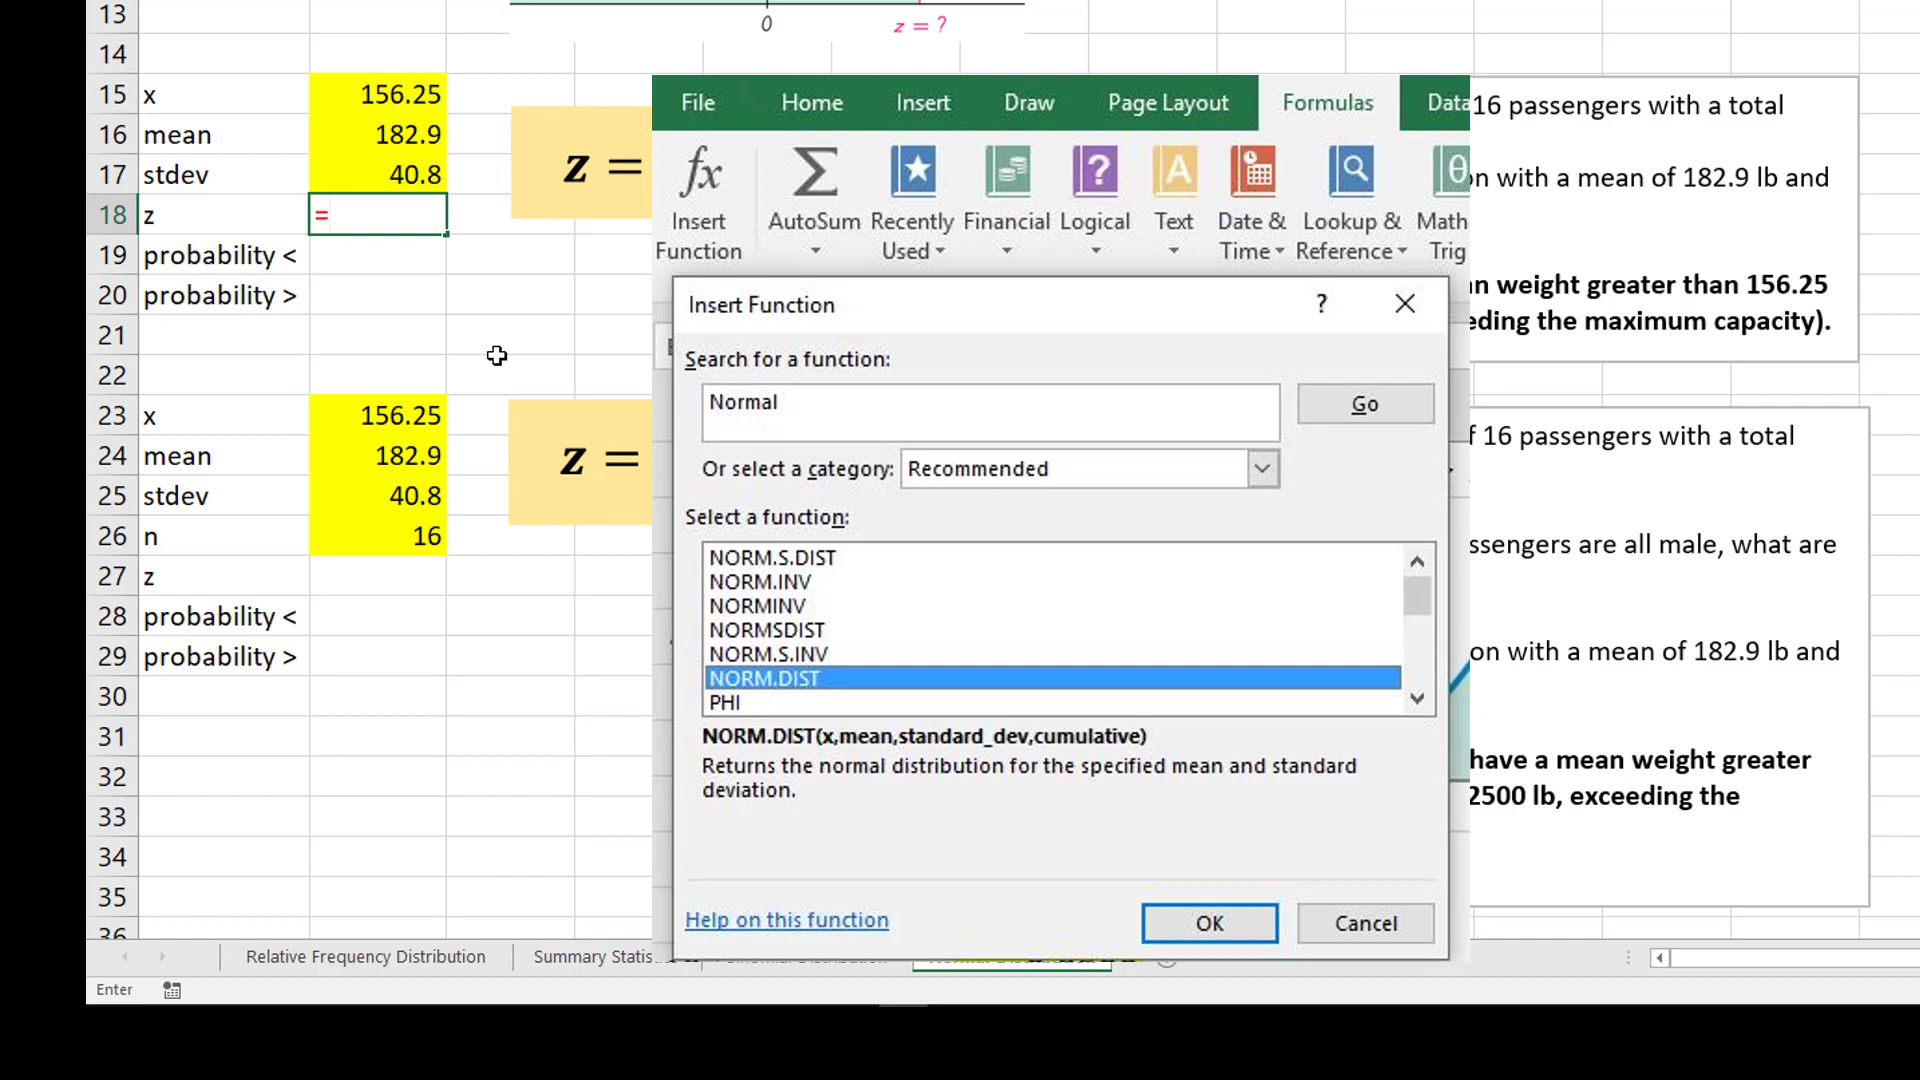 13
0
z = ?
14
15 x 156.25
16 mean 182.9
17 stdev 40.8
18 z =
19 probability <
20 probability >
21
22
23 x 156.25
24 mean 182.9
25 stdev 40.8
26 n 16
27 z
28 probability <
29 probability >
30
31
32
33
34
35
36
z =
z =
File Home Insert Draw Page Layout Formulas Data
fx
Insert Function
AutoSum
Recently Used
Financial
Logical
A
Text
Date & Time
Lookup & Reference
θ
Math
Trig
Insert Function
?
Search for a function:
Normal
Go
Or select a category: Recommended
Select a function:
NORM.S.DIST
NORM.INV
NORMINV
NORMSDIST
NORM.S.INV
NORM.DIST
PHI
NORM.DIST(x,mean,standard_dev,cumulative)
Returns the normal distribution for the specified mean and standard
deviation.
Help on this function
OK
Cancel
16 passengers with a total
with a mean of 182.9 lb and
weight greater than 156.25
the maximum capacity).
16 passengers with a total
are all male, what are
on with a mean of 182.9 lb and
have a mean weight greater
2500 lb, exceeding the
Relative Frequency Distribution
Summary
Enter